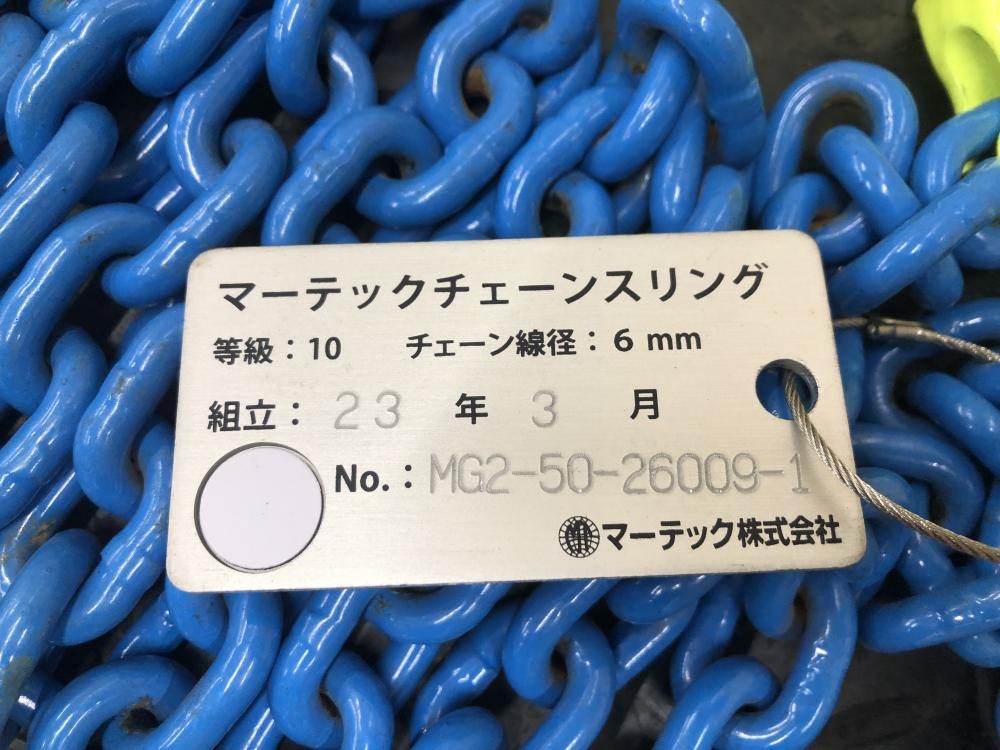 マーテックチェーンスリング
等級：10 チェーン線径：6 mm
組立：23 年 3 月
No.：MG2-50-26009-1
マーテック株式会社